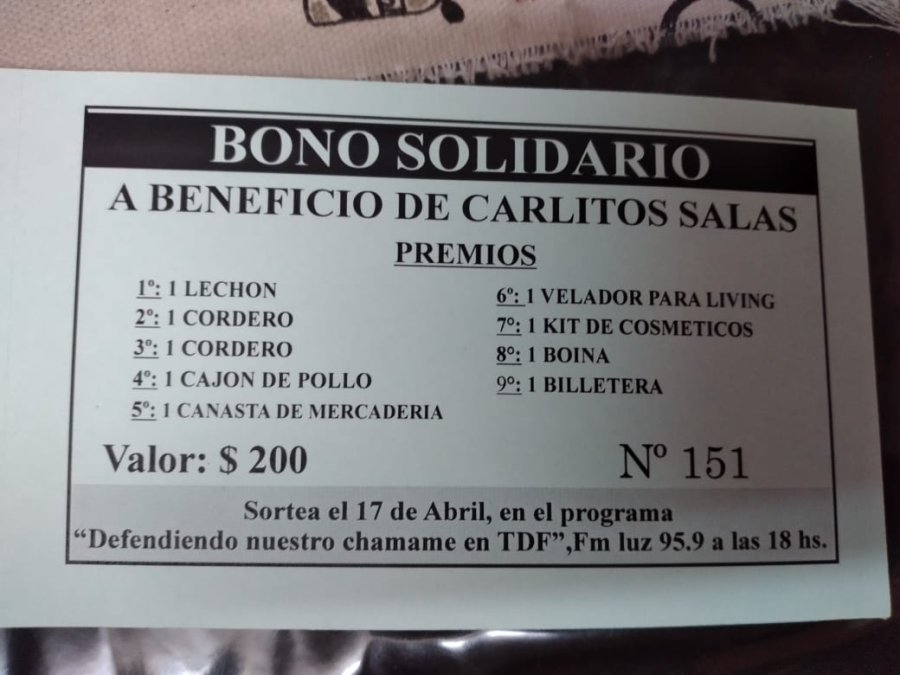 BONO SOLIDARIO
A BENEFICIO DE CARLITOS SALAS
PREMIOS
1º: 1 LECHON
2º: 1 CORDERO
3º: 1 CORDERO
4º: 1 CAJON DE POLLO
5º: 1 CANASTA DE MERCADERIA
6º: 1 VELADOR PARA LIVING
7º: 1 KIT DE COSMETICOS
8º: 1 BOINA
9º: 1 BILLETERA
Valor: $ 200
Nº 151
Sortea el 17 de Abril, en el programa
“Defendiendo nuestro chamame en TDF”,Fm luz 95.9 a las 18 hs.